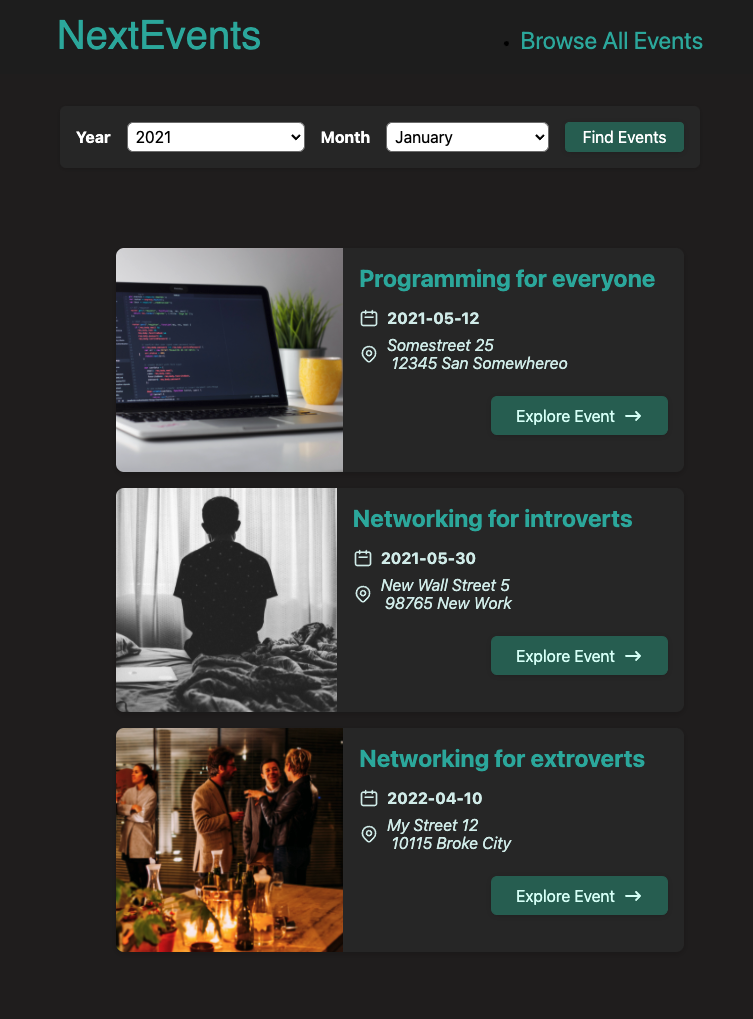 NextEvents
Browse All Events
Year 2021 Month January Find Events
Programming for everyone
2021-05-12
Somestreet 25
12345 San Somewhereo
Explore Event →
Networking for introverts
2021-05-30
New Wall Street 5
98765 New Work
Explore Event →
Networking for extroverts
2022-04-10
My Street 12
10115 Broke City
Explore Event →